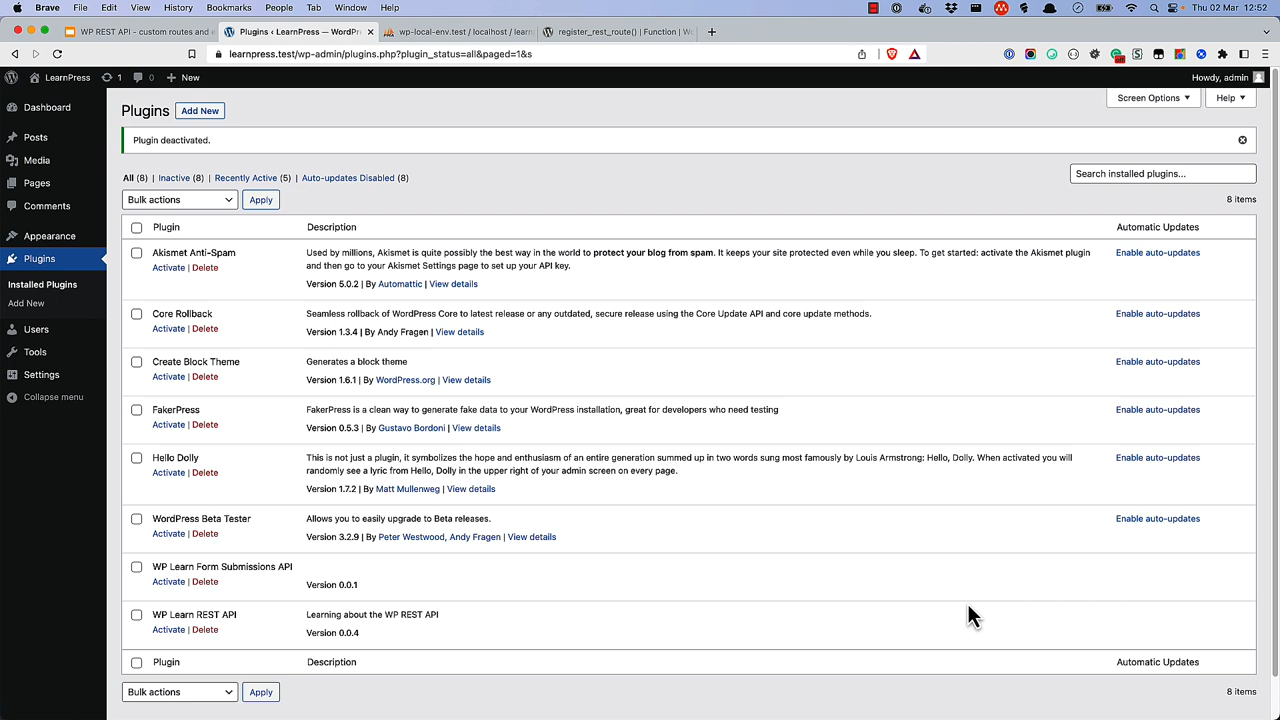 Brave File Edit View History Bookmarks People Tab Window Help Thu 02 Mar 12:52
WP REST API - custom routes and e
Plugins ‹ LearnPress — WordPre
wp-local-env.test / localhost / learn
register_rest_route() | Function | Wo
learnpress.test/wp-admin/plugins.php?plugin_status=all&paged=1&s
LearnPress 1 0 New Howdy, admin
Dashboard
Posts
Media
Pages
Comments
Appearance
Plugins
Installed Plugins
Add New
Users
Tools
Settings
Collapse menu
Screen Options Help
Plugins Add New
Plugin deactivated.
All (8) | Inactive (8) | Recently Active (5) | Auto-updates Disabled (8)
Search installed plugins...
Bulk actions Apply 8 items
Plugin Description Automatic Updates
Akismet Anti-Spam
Activate | Delete
Used by millions, Akismet is quite possibly the best way in the world to protect your blog from spam. It keeps your site protected even while you sleep. To get started: activate the Akismet plugin
and then go to your Akismet Settings page to set up your API key.
Version 5.0.2 | By Automattic | View details
Enable auto-updates
Core Rollback
Activate | Delete
Seamless rollback of WordPress Core to latest release or any outdated, secure release using the Core Update API and core update methods.
Version 1.3.4 | By Andy Fragen | View details
Enable auto-updates
Create Block Theme
Activate | Delete
Generates a block theme
Version 1.6.1 | By WordPress.org | View details
Enable auto-updates
FakerPress
Activate | Delete
FakerPress is a clean way to generate fake data to your WordPress installation, great for developers who need testing
Version 0.5.3 | By Gustavo Bordoni | View details
Enable auto-updates
Hello Dolly
Activate | Delete
This is not just a plugin, it symbolizes the hope and enthusiasm of an entire generation summed up in two words sung most famously by Louis Armstrong: Hello, Dolly. When activated you will
randomly see a lyric from Hello, Dolly in the upper right of your admin screen on every page.
Version 1.7.2 | By Matt Mullenweg | View details
Enable auto-updates
WordPress Beta Tester
Activate | Delete
Allows you to easily upgrade to Beta releases.
Version 3.2.9 | By Peter Westwood, Andy Fragen | View details
Enable auto-updates
WP Learn Form Submissions API
Activate | Delete
Version 0.0.1
WP Learn REST API
Activate | Delete
Learning about the WP REST API
Version 0.0.4
Plugin Description Automatic Updates
Bulk actions Apply 8 items